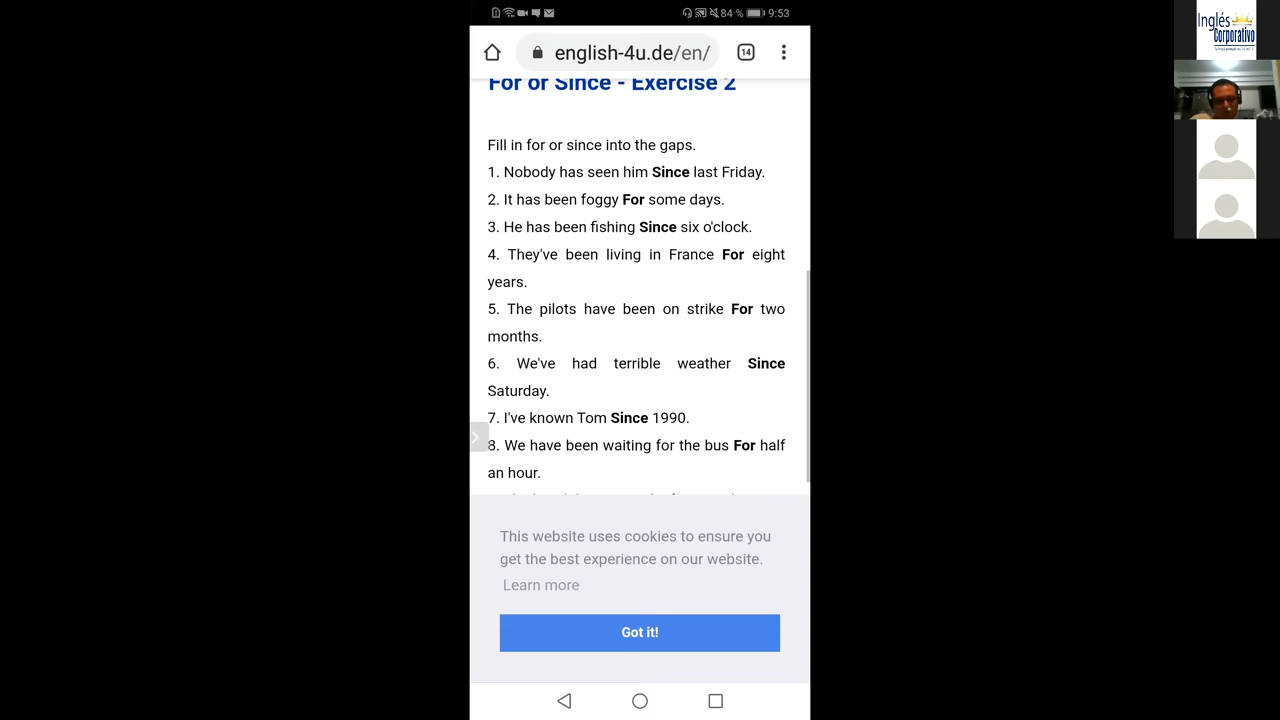 84 % 9:53
english-4u.de/en/ 14
For or Since - Exercise 2
Fill in for or since into the gaps.
1. Nobody has seen him Since last Friday.
2. It has been foggy For some days.
3. He has been fishing Since six o'clock.
4. They've been living in France For eight
years.
5. The pilots have been on strike For two
months.
6. We've had terrible weather Since
Saturday.
7. I've known Tom Since 1990.
8. We have been waiting for the bus For half
an hour.
This website uses cookies to ensure you
get the best experience on our website.
Learn more
Got it!
Inglés
Corporativo